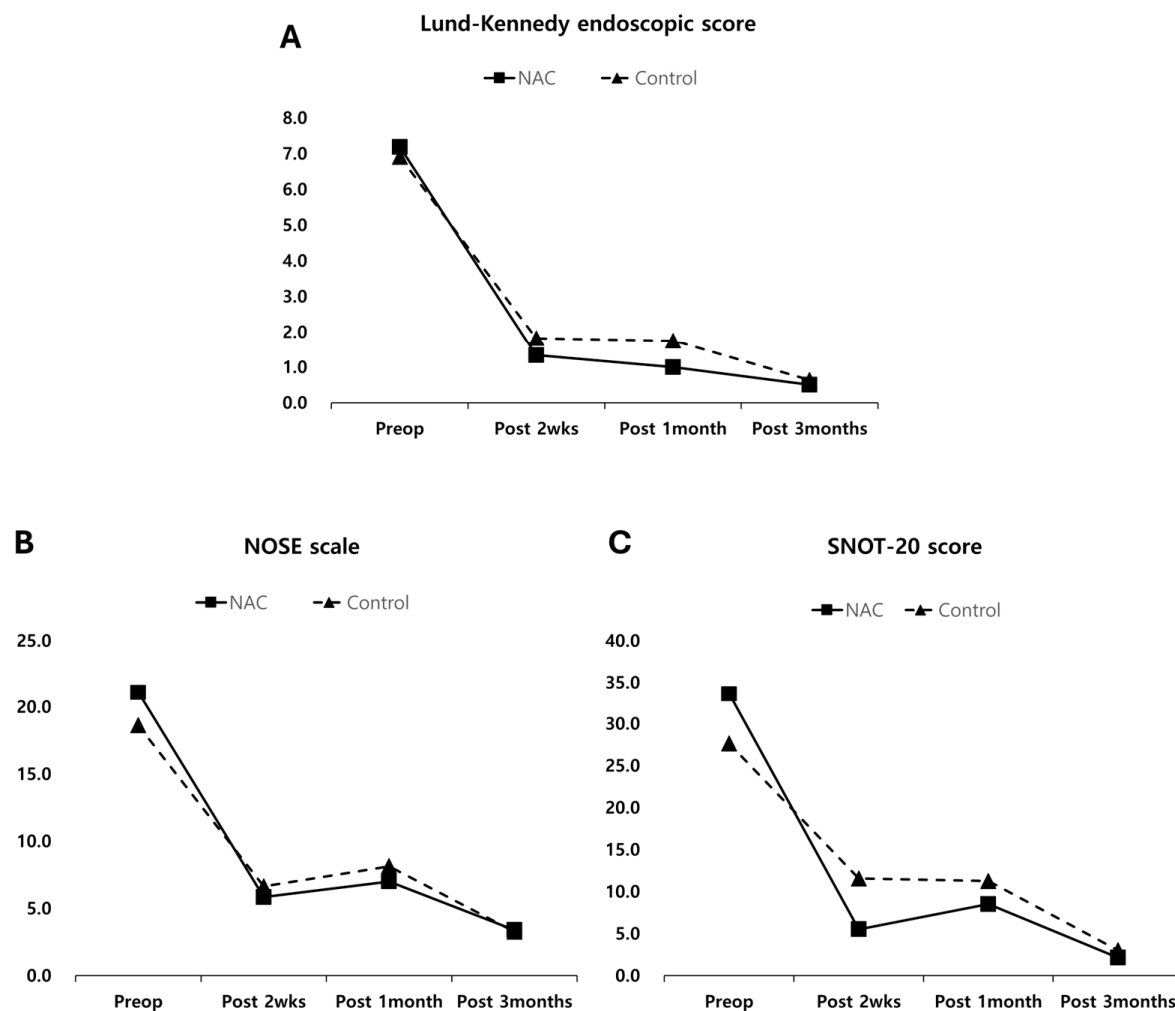 A
Lund-Kennedy endoscopic score
NAC Control
8.0
7.0
6.0
5.0
4.0
3.0
2.0
1.0
0.0
Preop Post 2wks Post 1month Post 3months
B
NOSE scale
NAC Control
25.0
20.0
15.0
10.0
5.0
0.0
Preop Post 2wks Post 1month Post 3months
C
SNOT-20 score
NAC Control
40.0
35.0
30.0
25.0
20.0
15.0
10.0
5.0
0.0
Preop Post 2wks Post 1month Post 3months